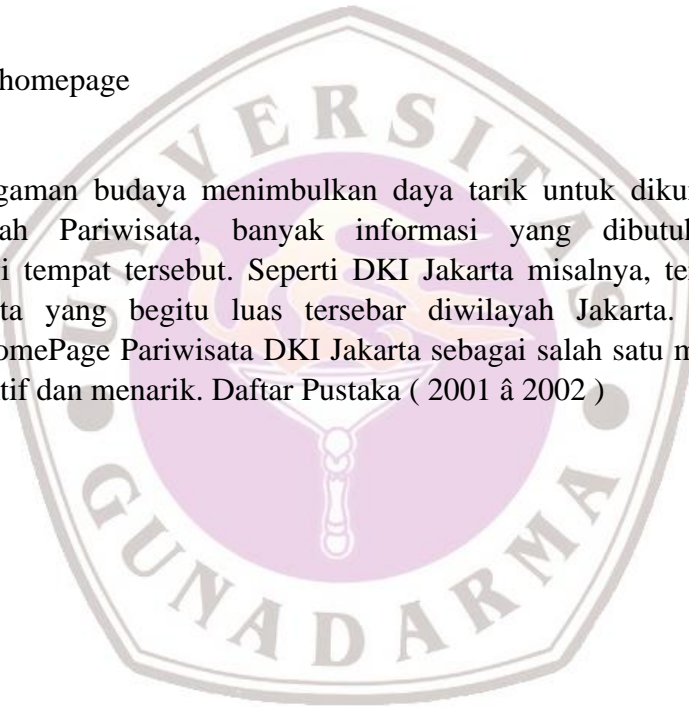 homepage
gaman budaya menimbulkan daya tarik untuk diku
ah Pariwisata, banyak informasi yang dibutu
i tempat tersebut. Seperti DKI Jakarta misalnya, te
ta yang begitu luas tersebar diwilayah Jakarta.
omePage Pariwisata DKI Jakarta sebagai salah satu m
tif dan menarik. Daftar Pustaka ( 2001 â 2002 )
UNIVERSITAS
GUNADARMA